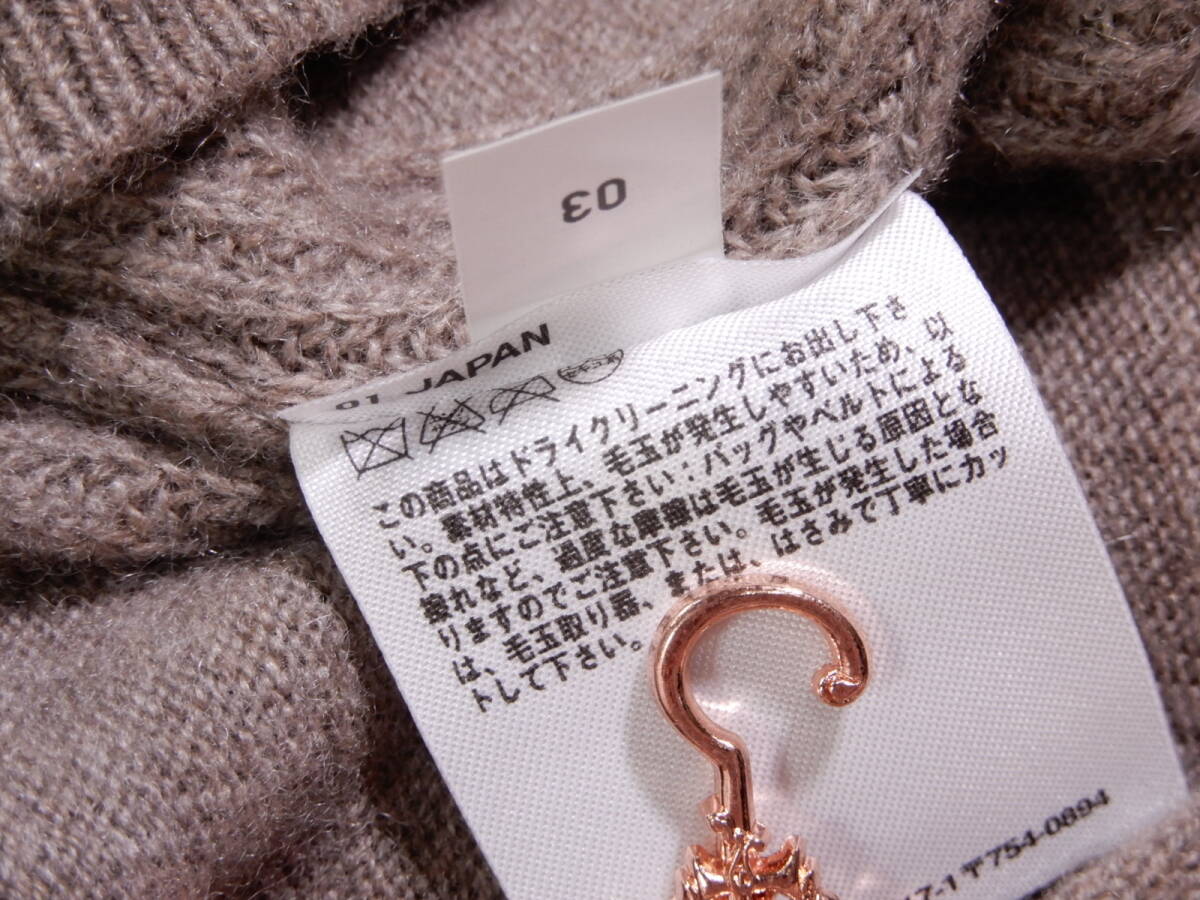 03
01 JAPAN
この商品はドライクリーニングにお出し下さ
い。素材特性上、毛玉が発生しやすいため、以
下の点にご注意下さい：バッグやベルトによる
擦れなど、過度な摩擦は毛玉が生じる原因とな
りますのでご注意下さい。毛玉が発生した場合
は、毛玉取り器、または、はさみで丁寧にカッ
トして下さい。
17-1 〒754-0894